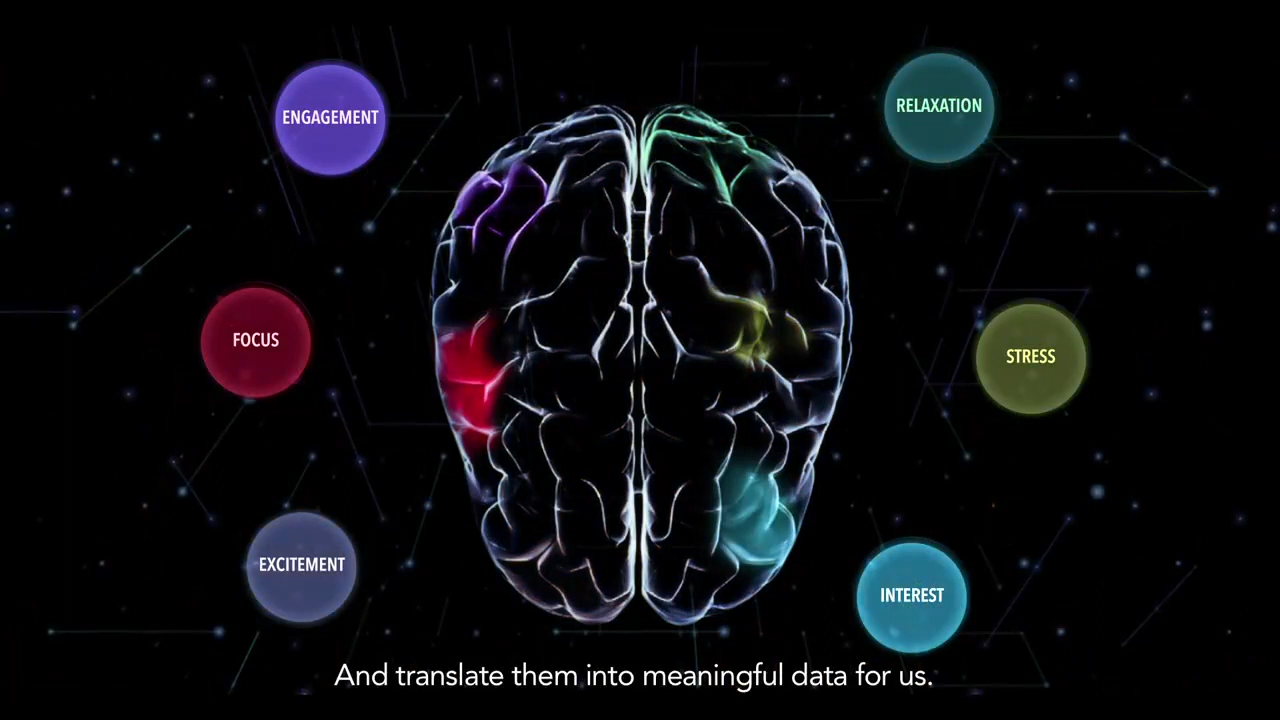 ENGAGEMENT
RELAXATION
FOCUS
STRESS
EXCITEMENT
INTEREST
And translate them into meaningful data for us.